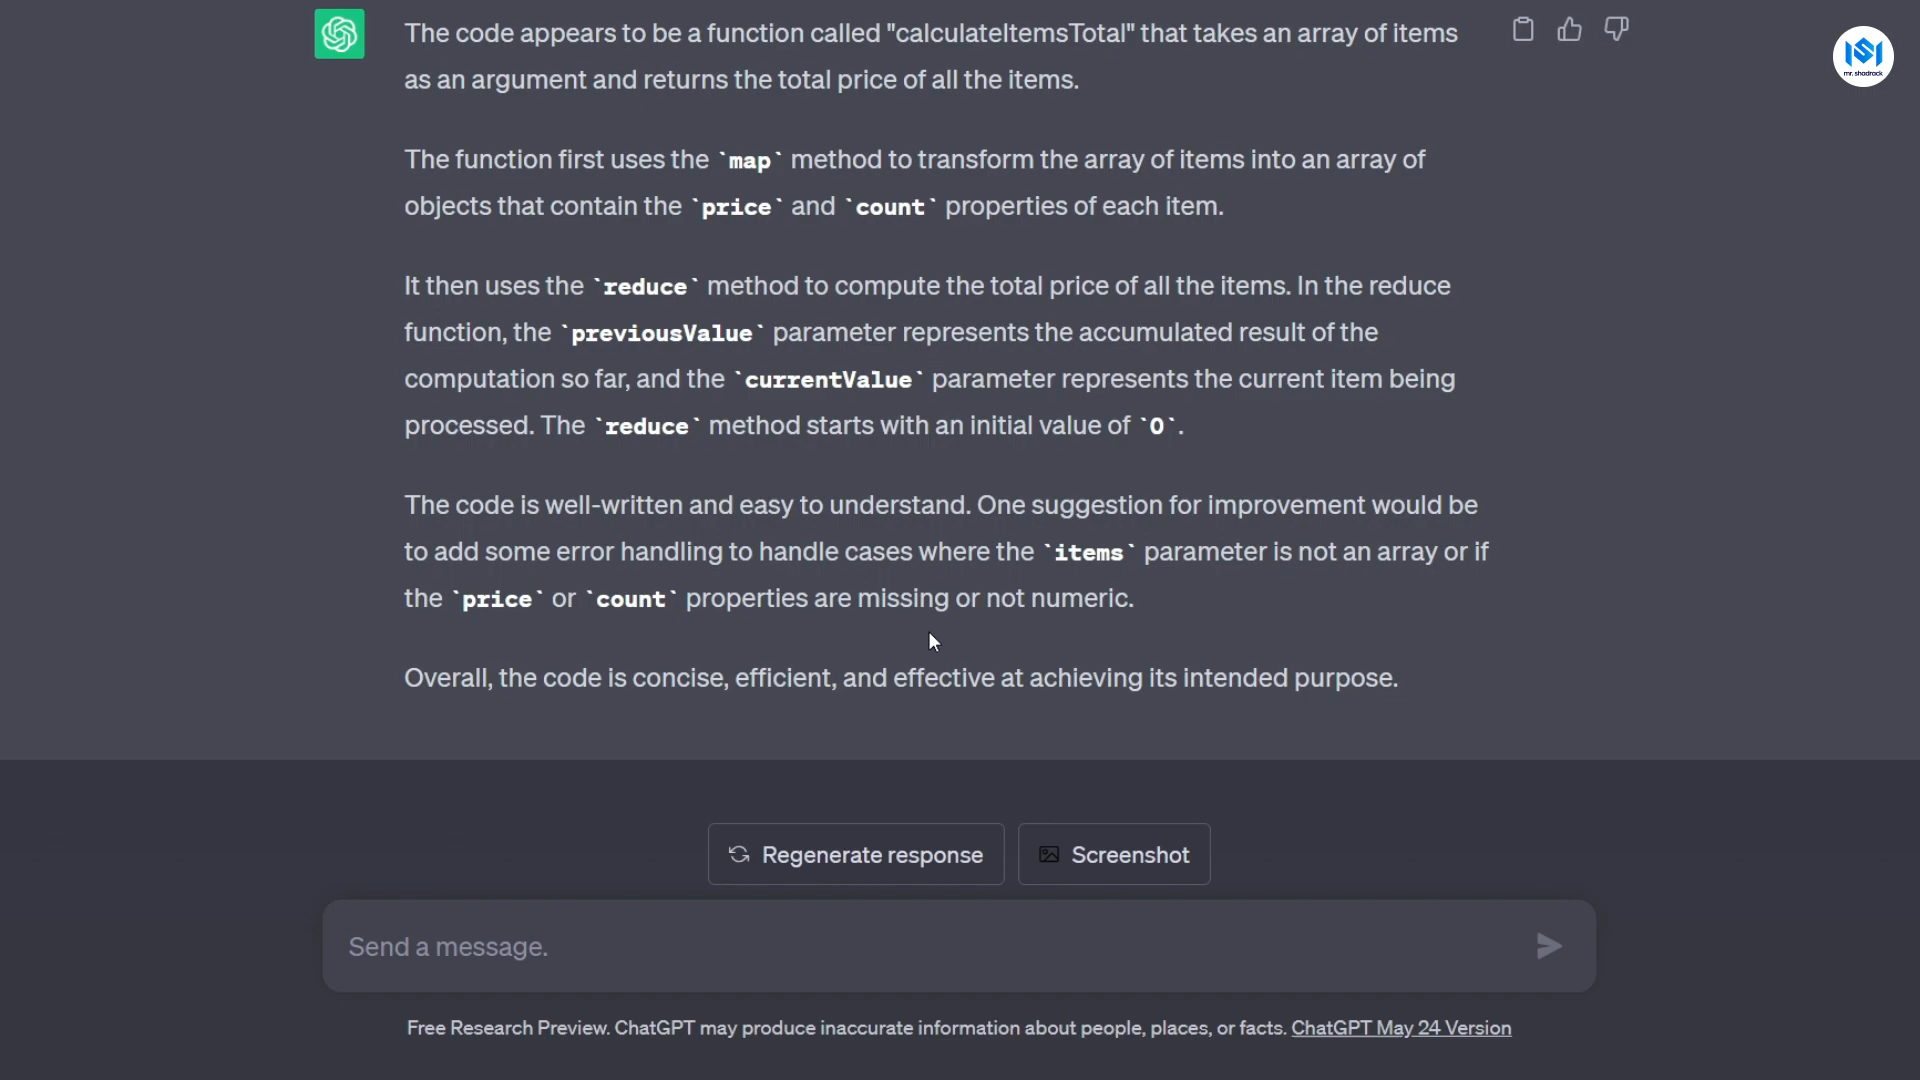 The code appears to be a function called "calculateItemsTotal" that takes an array of items
as an argument and returns the total price of all the items.
The function first uses the `map` method to transform the array of items into an array of
objects that contain the `price` and `count` properties of each item.
It then uses the `reduce` method to compute the total price of all the items. In the reduce
function, the `previousValue` parameter represents the accumulated result of the
computation so far, and the `currentValue` parameter represents the current item being
processed. The `reduce` method starts with an initial value of `0`.
The code is well-written and easy to understand. One suggestion for improvement would be
to add some error handling to handle cases where the `items` parameter is not an array or if
the `price` or `count` properties are missing or not numeric.
Overall, the code is concise, efficient, and effective at achieving its intended purpose.
Regenerate response
Screenshot
Send a message.
Free Research Preview. ChatGPT may produce inaccurate information about people, places, or facts. ChatGPT May 24 Version
mr. shadrack